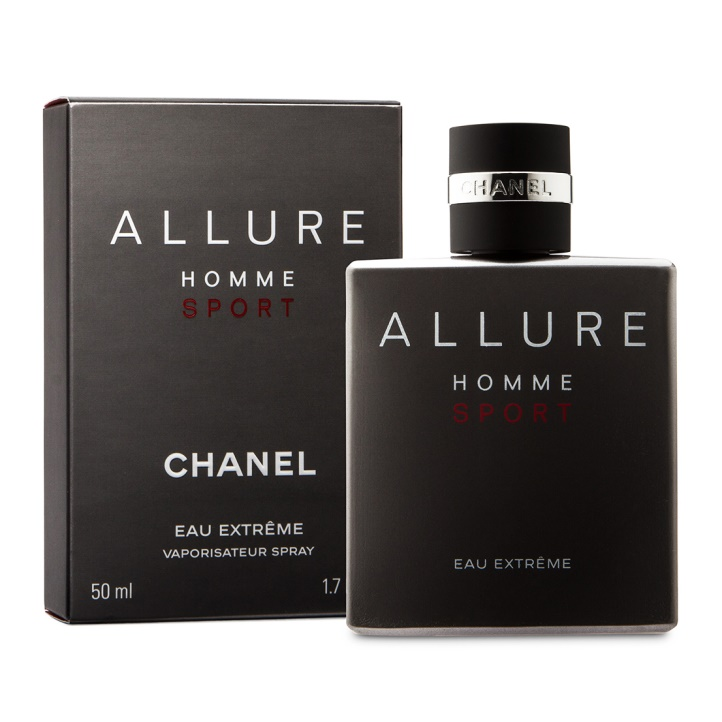 ALLURE
HOMME
SPORT
CHANEL
EAU EXTRÊME
VAPORISATEUR SPRAY
50 ml 1.7
CHANEL
ALLURE
HOMME
SPORT
EAU EXTRÊME